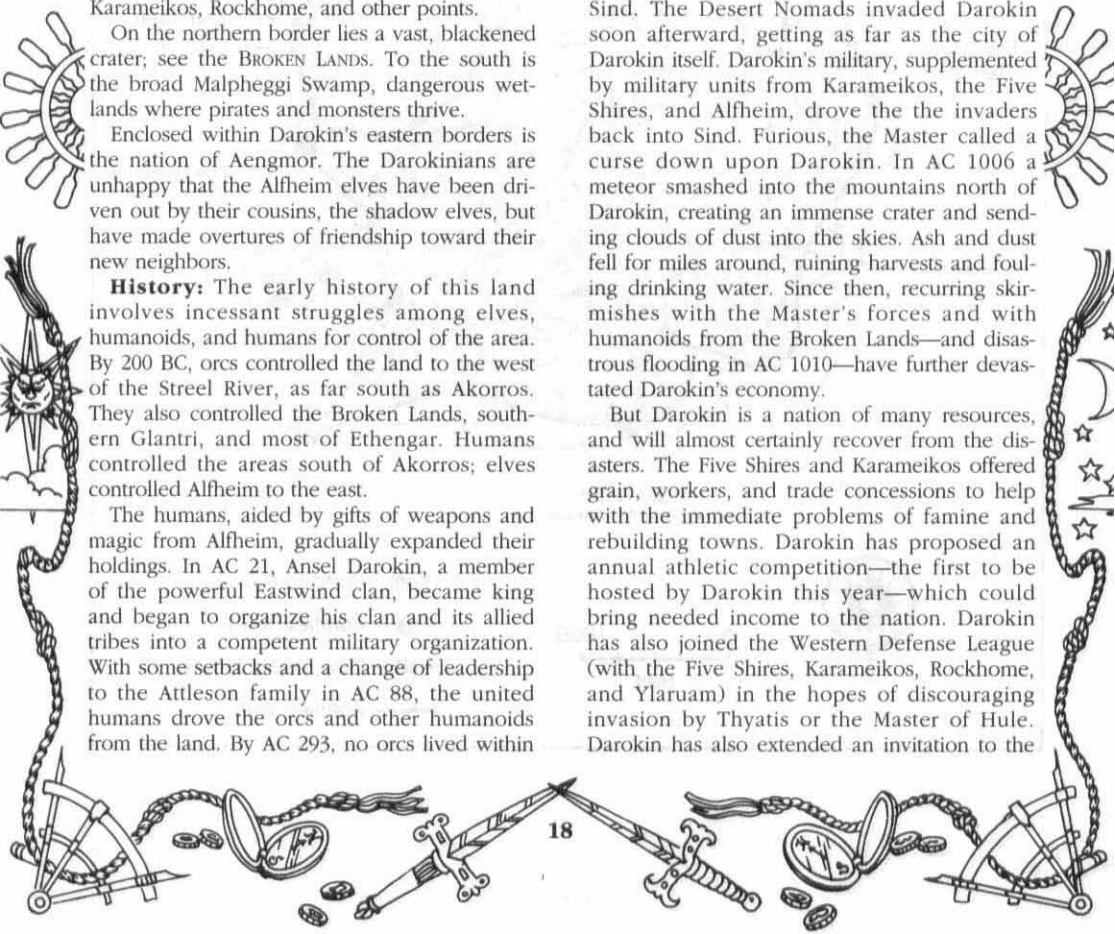 Karameikos, Rockhome, and other points.
On the northern border lies a vast, blackened
crater; see the BROKEN LANDS. To the south is
the broad Malpheggi Swamp, dangerous wet-
lands where pirates and monsters thrive.
Enclosed within Darokin's eastern borders is
the nation of Aengmor. The Darokinians are
unhappy that the Alfheim elves have been dri-
ven out by their cousins, the shadow elves, but
have made overtures of friendship toward their
new neighbors.
History: The early history of this land
involves incessant struggles among elves,
humanoids, and humans for control of the area.
By 200 BC, orcs controlled the land to the west
of the Streel River, as far south as Akorros.
They also controlled the Broken Lands, south-
ern Glantri, and most of Ethengar. Humans
controlled the areas south of Akorros; elves
controlled Alfheim to the east.
The humans, aided by gifts of weapons and
magic from Alfheim, gradually expanded their
holdings. In AC 21, Ansel Darokin, a member
of the powerful Eastwind clan, became king
and began to organize his clan and its allied
tribes into a competent military organization.
With some setbacks and a change of leadership
to the Attleson family in AC 88, the united
humans drove the orcs and other humanoids
from the land. By AC 293, no orcs lived within
Sind. The Desert Nomads invaded Darokin
soon afterward, getting as far as the city of
Darokin itself. Darokin's military, supplemented
by military units from Karameikos, the Five
Shires, and Alfheim, drove the the invaders
back into Sind. Furious, the Master called a
curse down upon Darokin. In AC 1006 a
meteor smashed into the mountains north of
Darokin, creating an immense crater and send-
ing clouds of dust into the skies. Ash and dust
fell for miles around, ruining harvests and foul-
ing drinking water. Since then, recurring skir-
mishes with the Master's forces and with
humanoids from the Broken Lands—and disas-
trous flooding in AC 1010—have further devas-
tated Darokin's economy.
But Darokin is a nation of many resources,
and will almost certainly recover from the dis-
asters. The Five Shires and Karameikos offered
grain, workers, and trade concessions to help
with the immediate problems of famine and
rebuilding towns. Darokin has proposed an
annual athletic competition—the first to be
hosted by Darokin this year—which could
bring needed income to the nation. Darokin
has also joined the Western Defense League
(with the Five Shires, Karameikos, Rockhome,
and Ylaruam) in the hopes of discouraging
invasion by Thyatis or the Master of Hule.
Darokin has also extended an invitation to the
18